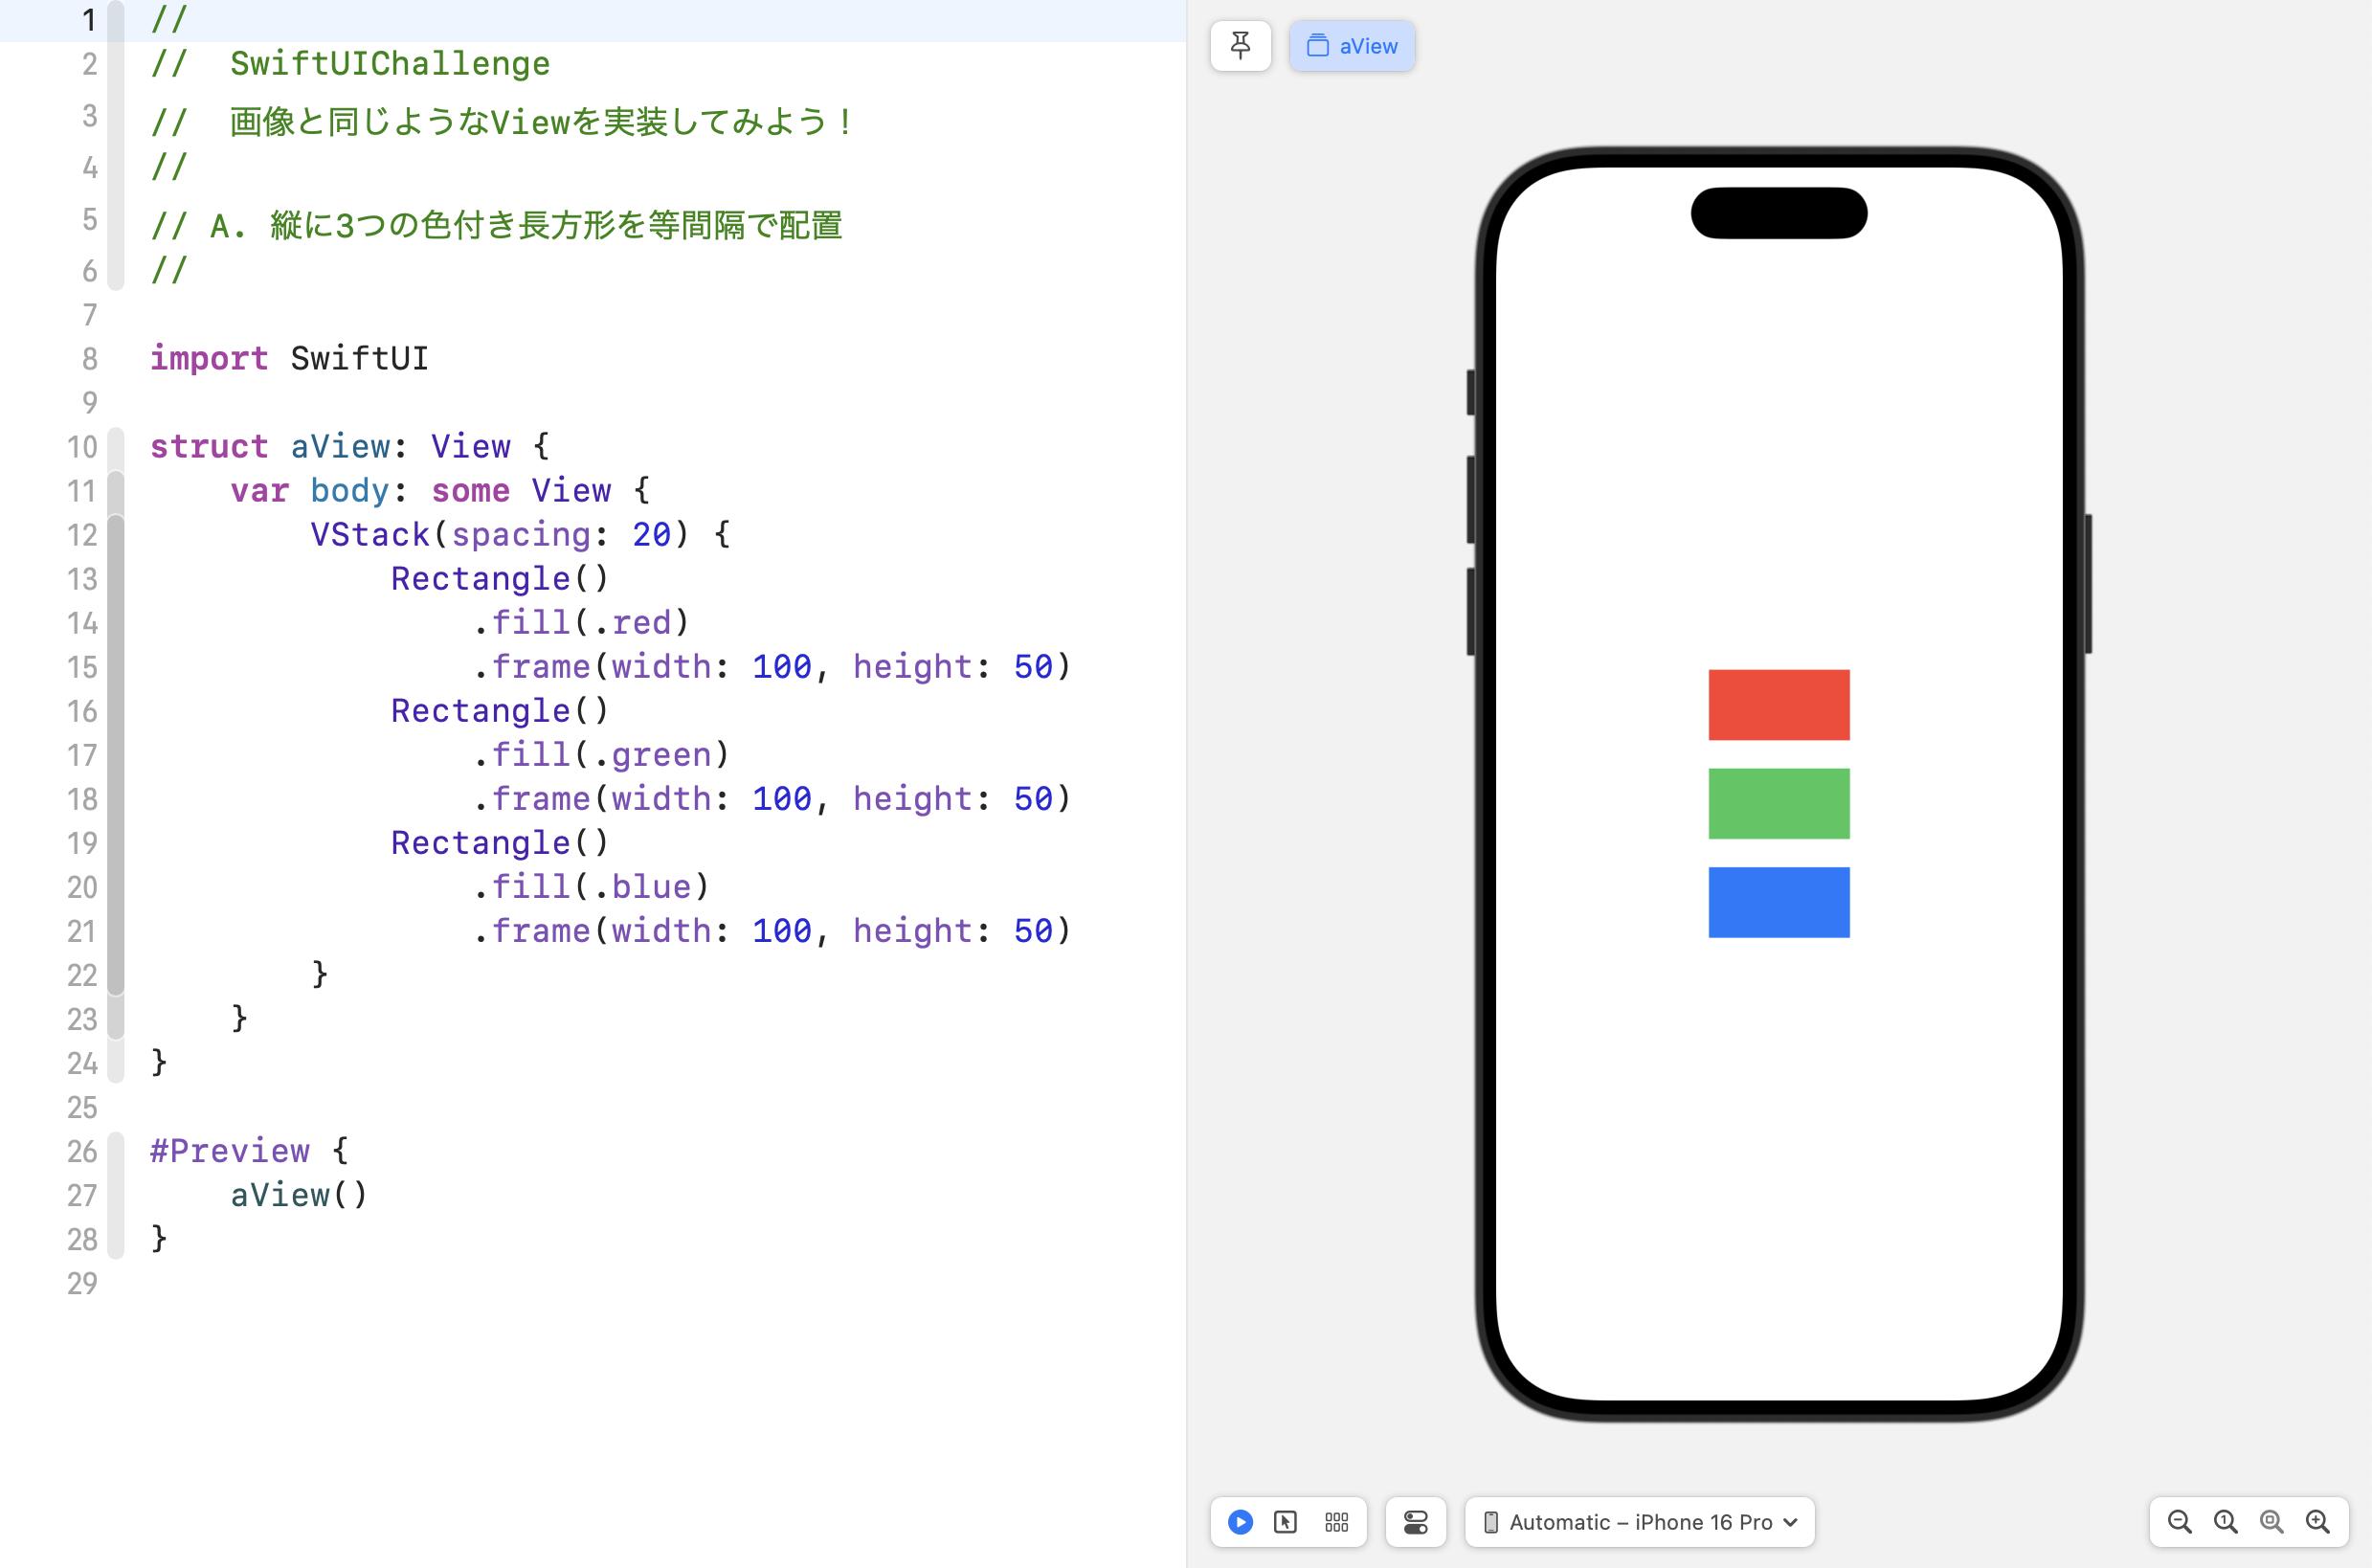 1 //
2 //  SwiftUIChallenge
3 //  画像と同じようなViewを実装してみよう！
4 //
5 // A. 縦に3つの色付き長方形を等間隔で配置
6 //
7
8 import SwiftUI
9
10 struct aView: View {
11     var body: some View {
12         VStack(spacing: 20) {
13             Rectangle()
14                 .fill(.red)
15                 .frame(width: 100, height: 50)
16             Rectangle()
17                 .fill(.green)
18                 .frame(width: 100, height: 50)
19             Rectangle()
20                 .fill(.blue)
21                 .frame(width: 100, height: 50)
22         }
23     }
24 }
25
26 #Preview {
27     aView()
28 }
29
aView
Automatic – iPhone 16 Pro